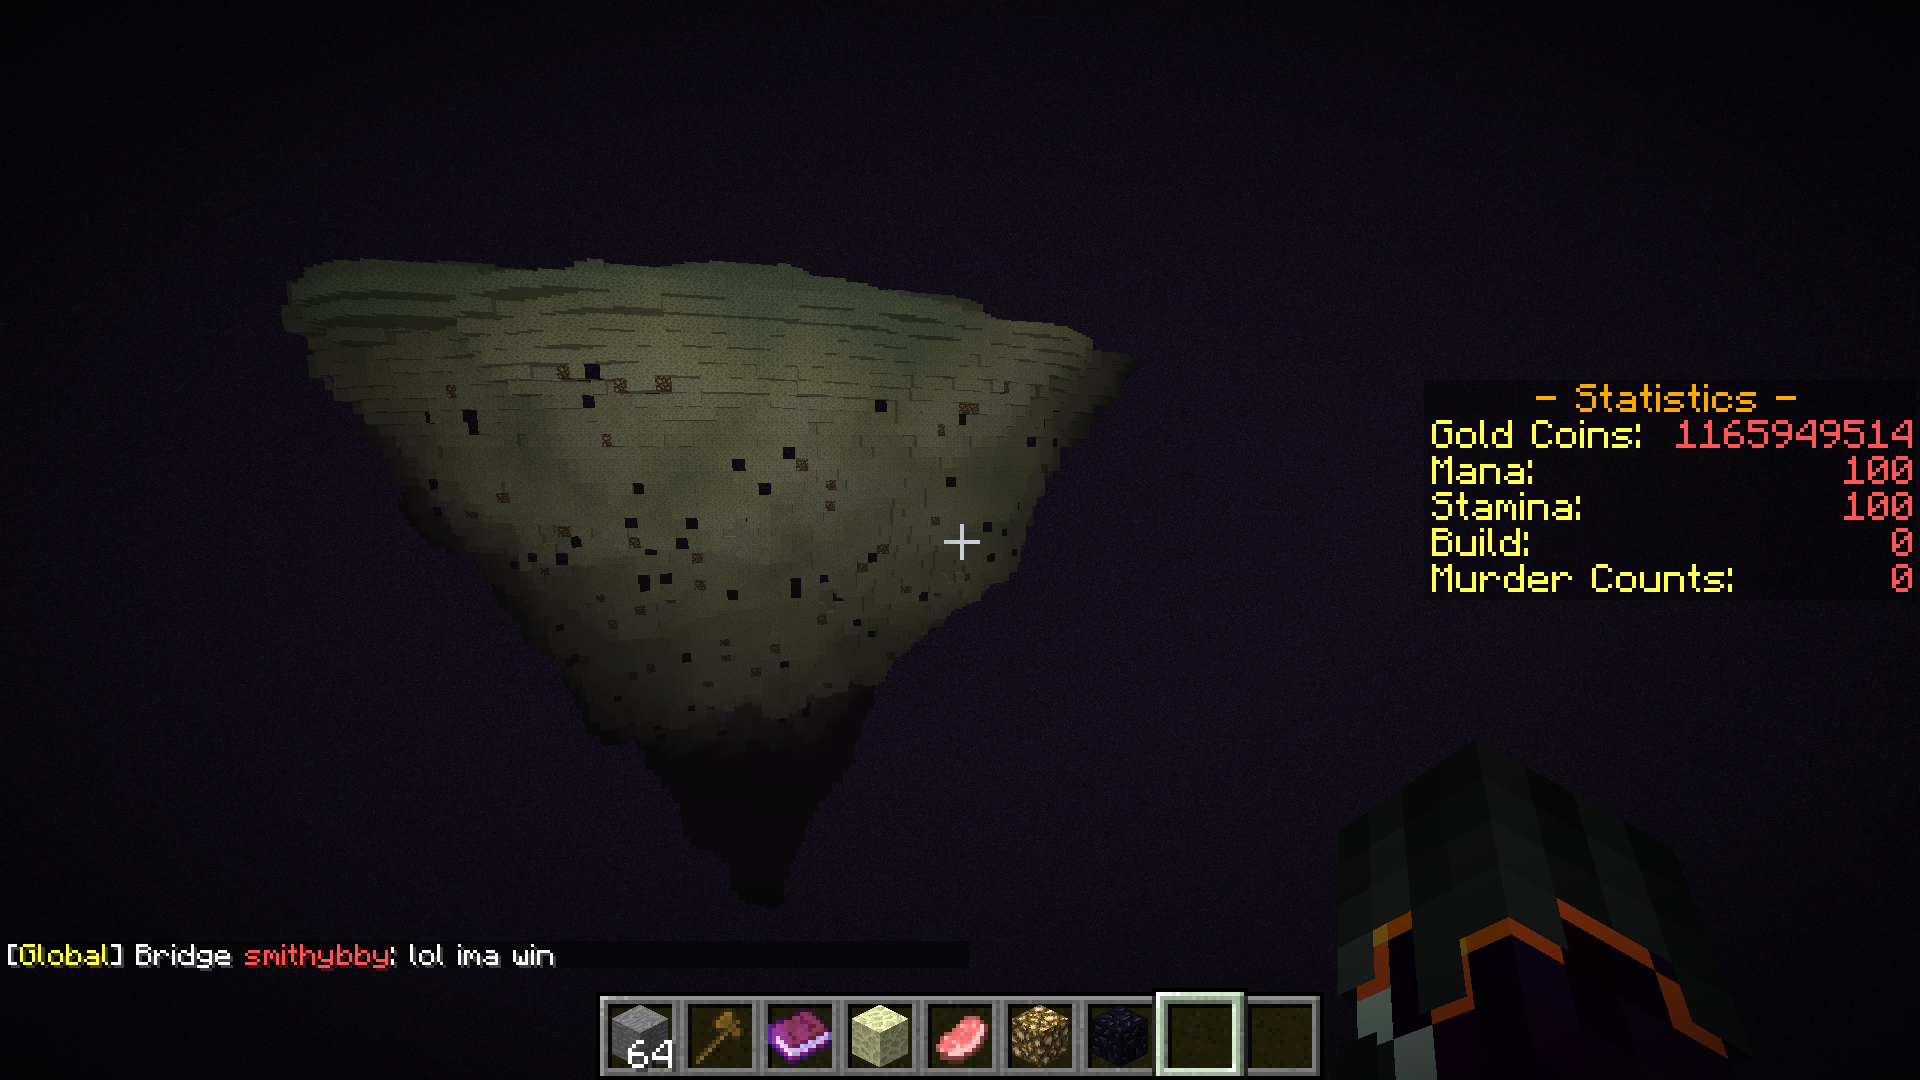 - Statistics -
Gold Coins: 1165949514
Mana: 100
Stamina: 100
Build: 0
Murder Counts: 0
[Global] Bridge smithybby: lol ima win
64